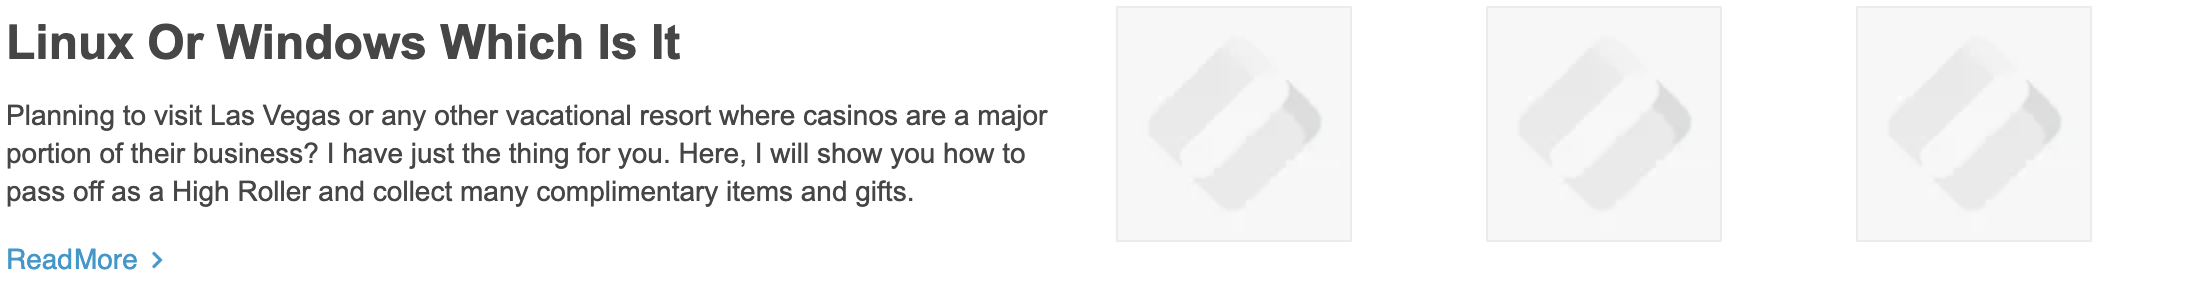 Linux Or Windows Which Is It
Planning to visit Las Vegas or any other vacational resort where casinos are a major
portion of their business? I have just the thing for you. Here, I will show you how to
pass off as a High Roller and collect many complimentary items and gifts.
ReadMore